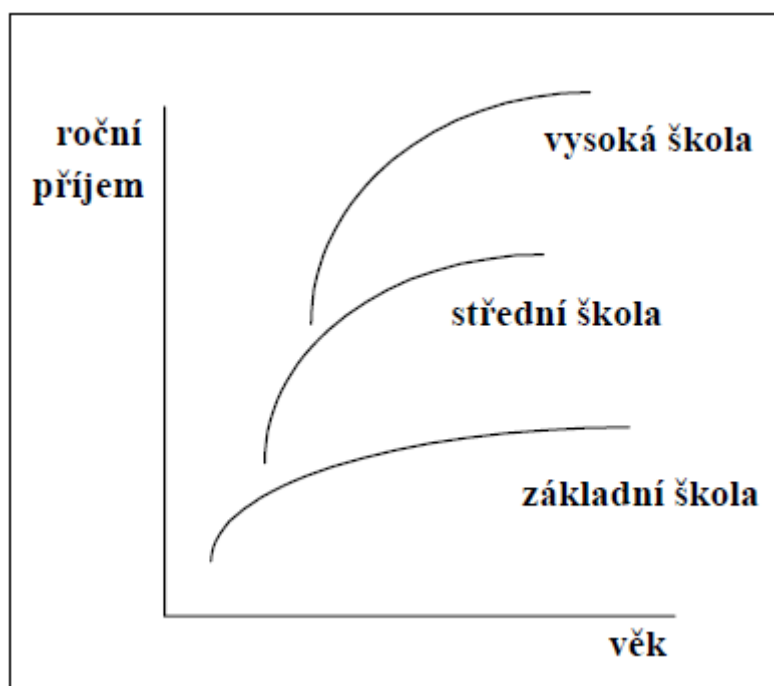 roční
příjem
vysoká škola
střední škola
základní škola
věk